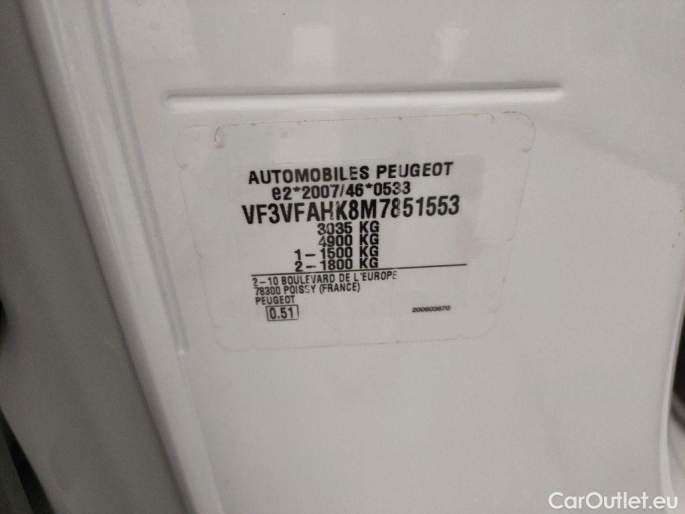 AUTOMOBILES PEUGEOT
e2*2007/46*0533
VF3VFAHK8M7851553
3035 KG
4900 KG
1-1500 KG
2-1800 KG
2-10 BOULEVARD DE L'EUROPE
78300 POISSY (FRANCE)
PEUGEOT
0.51
200603670
CarOutlet.eu